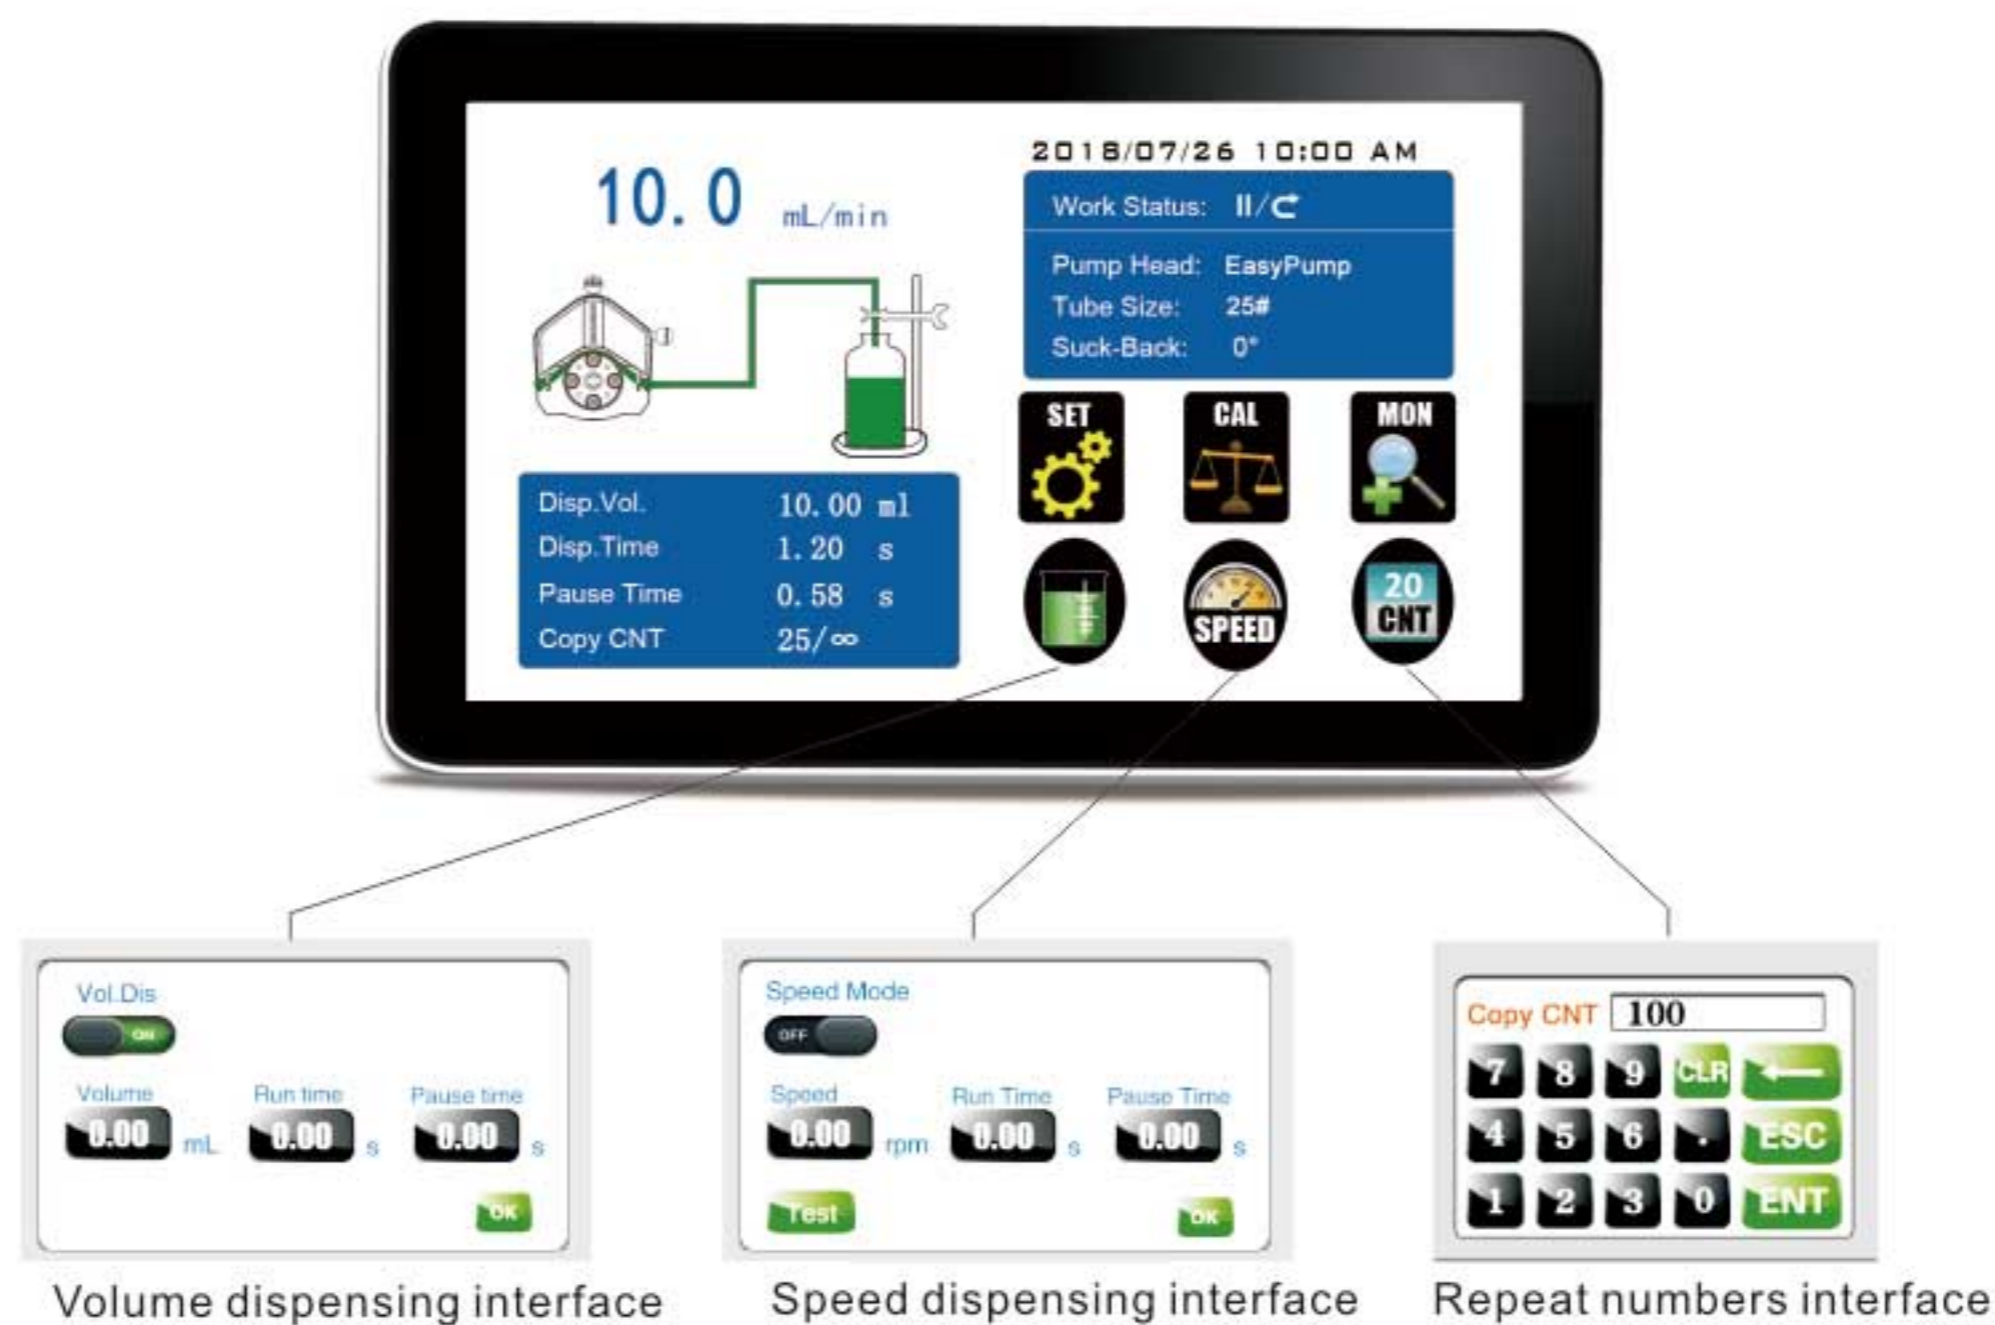 10.0 mL/min
2018/07/26 10:00 AM
Work Status: II/
Pump Head: EasyPump
Tube Size: 25#
Suck-Back: 0°
SET
CAL
MON
Disp.Vol. 10.00 ml
Disp.Time 1.20 s
Pause Time 0.58 s
Copy CNT 25/∞
SPEED
20
CNT
Vol.Dis
ON
Volume Run time Pause time
0.00 mL 0.00 s 0.00 s
OK
Volume dispensing interface
Speed Mode
OFF
Speed Run Time Pause Time
0.00 rpm 0.00 s 0.00 s
Test OK
Speed dispensing interface
Copy CNT 100
7 8 9 CLR
4 5 6 . ESC
1 2 3 0 ENT
Repeat numbers interface